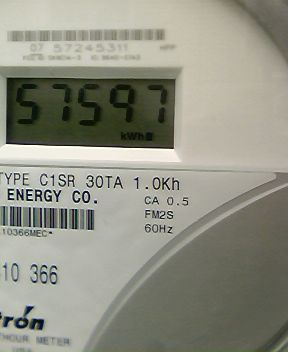 07 57245311
57597
kWh
TYPE C1SR 30TA 1.0Kh
ENERGY CO.
CA 0.5
FM2S
60Hz
10366MEC*
10 366
tron
HOUR METER